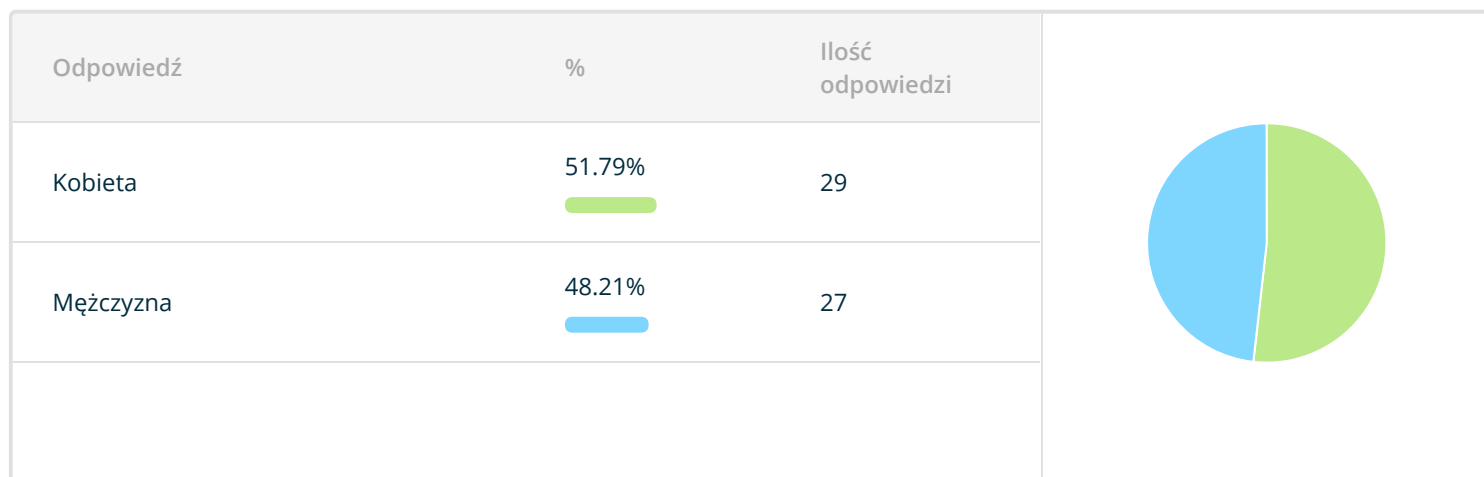 Odpowiedź
%
Ilość
odpowiedzi
Kobieta
51.79%
29
Mężczyzna
48.21%
27